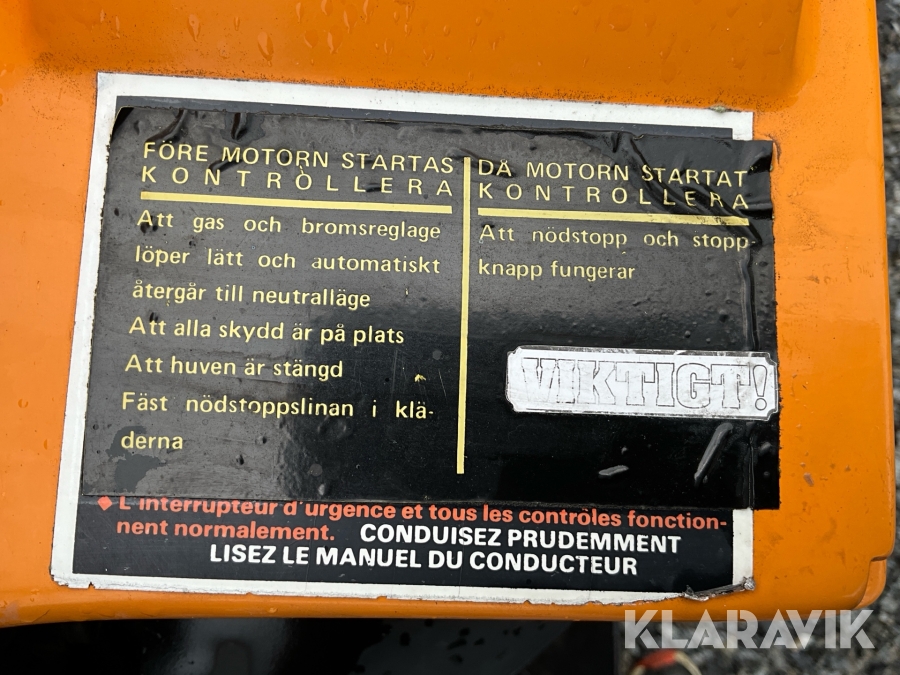 FÖRE MOTORN STARTAS
KONTROLLERA
Att gas och bromsreglage
löper lätt och automatiskt
återgår till neutralläge
Att alla skydd är på plats
Att huven är stängd
Fäst nödstoppslinan i klä-
derna
DÅ MOTORN STARTAT
KONTROLLERA
Att nödstopp och stopp-
knapp fungerar
VIKTIGT!
L'interrupteur d'urgence et tous les contrôles fonction-
nent normalement. CONDUISEZ PRUDEMMENT
LISEZ LE MANUEL DU CONDUCTEUR
KLARAVIK